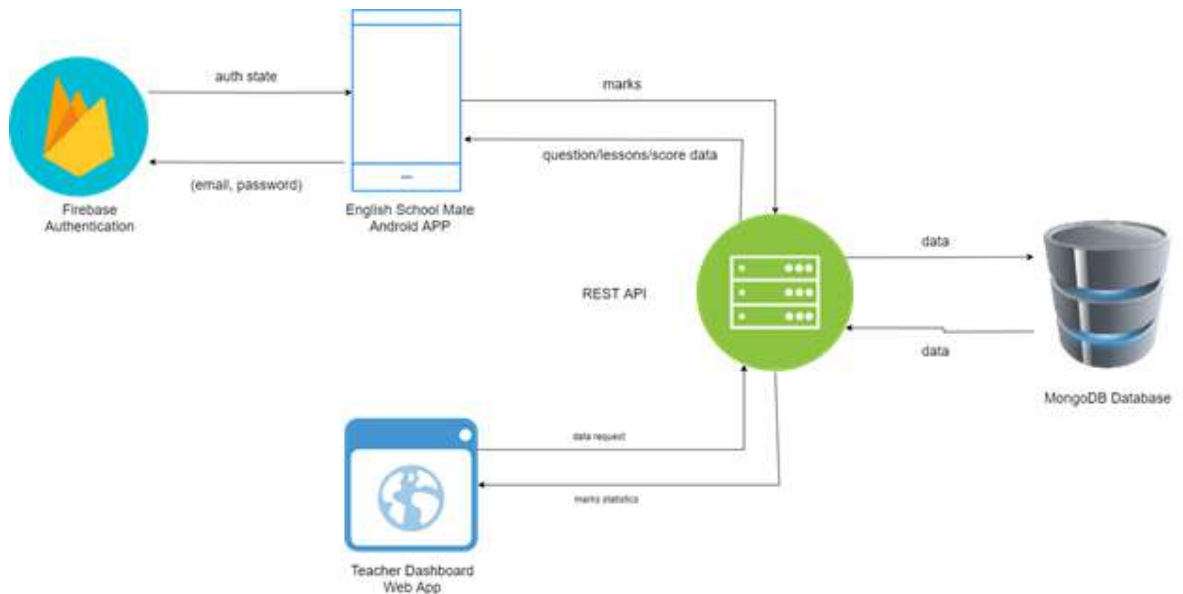 auth state
marks
question/lessons/score data
(email, password)
Firebase
Authentication
English School Mate
Android APP
data
REST API
data
MongoDB Database
data request
marks statistics
Teacher Dashboard
Web App